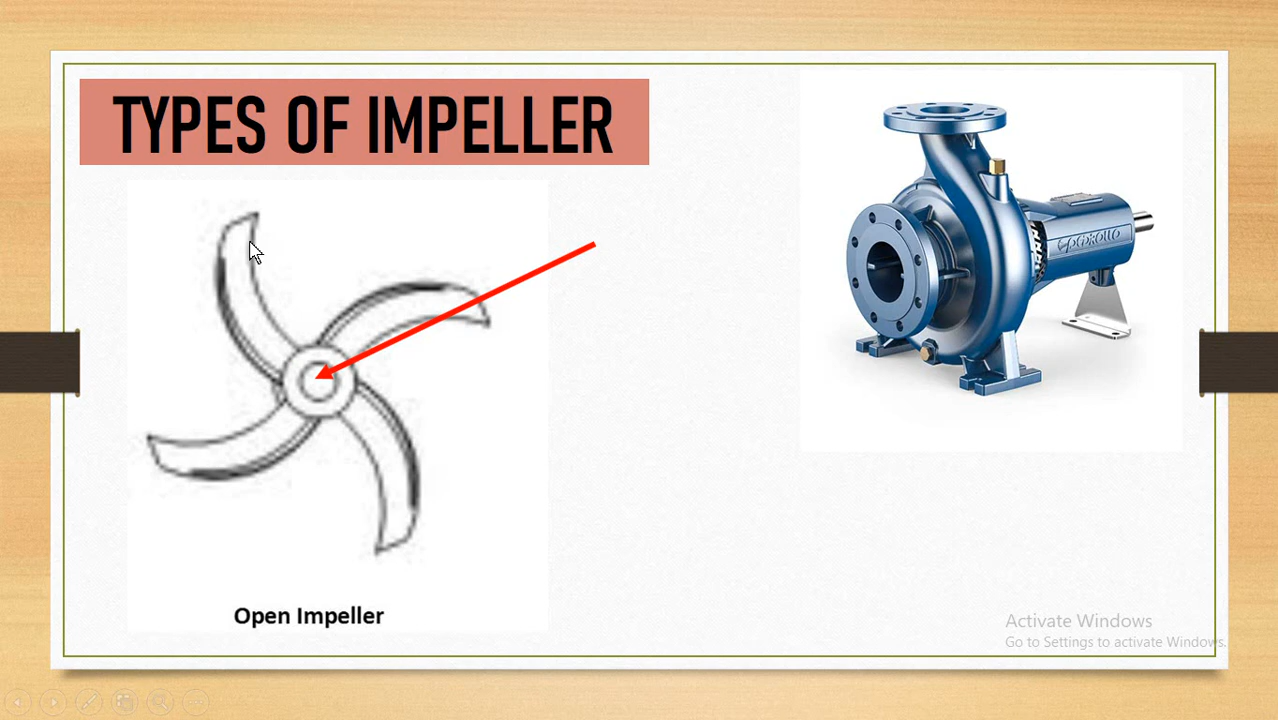 TYPES OF IMPELLER
Open Impeller
Activate Windows
Go to Settings to activate Windows.